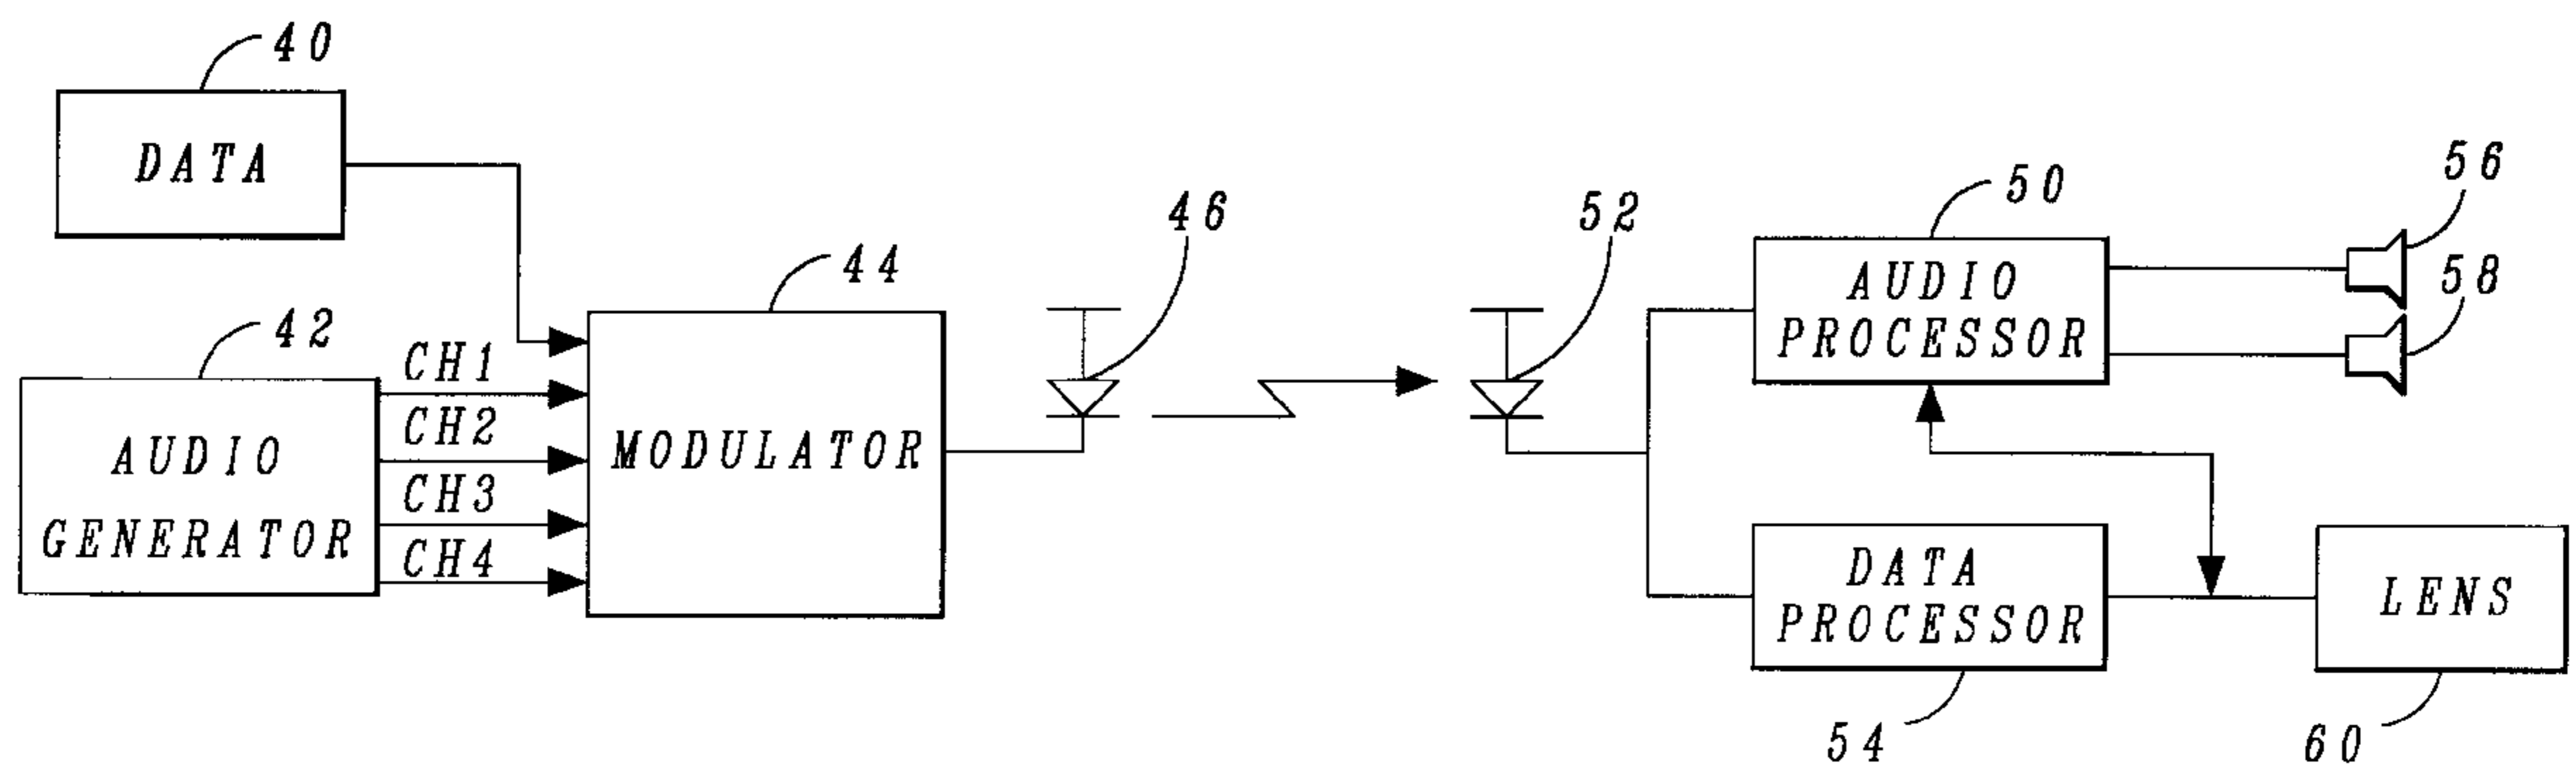 40
DATA
42
AUDIO
GENERATOR
CH1
CH2
CH3
CH4
44
MODULATOR
46
52
50
AUDIO
PROCESSOR
56
58
DATA
PROCESSOR
54
LENS
60